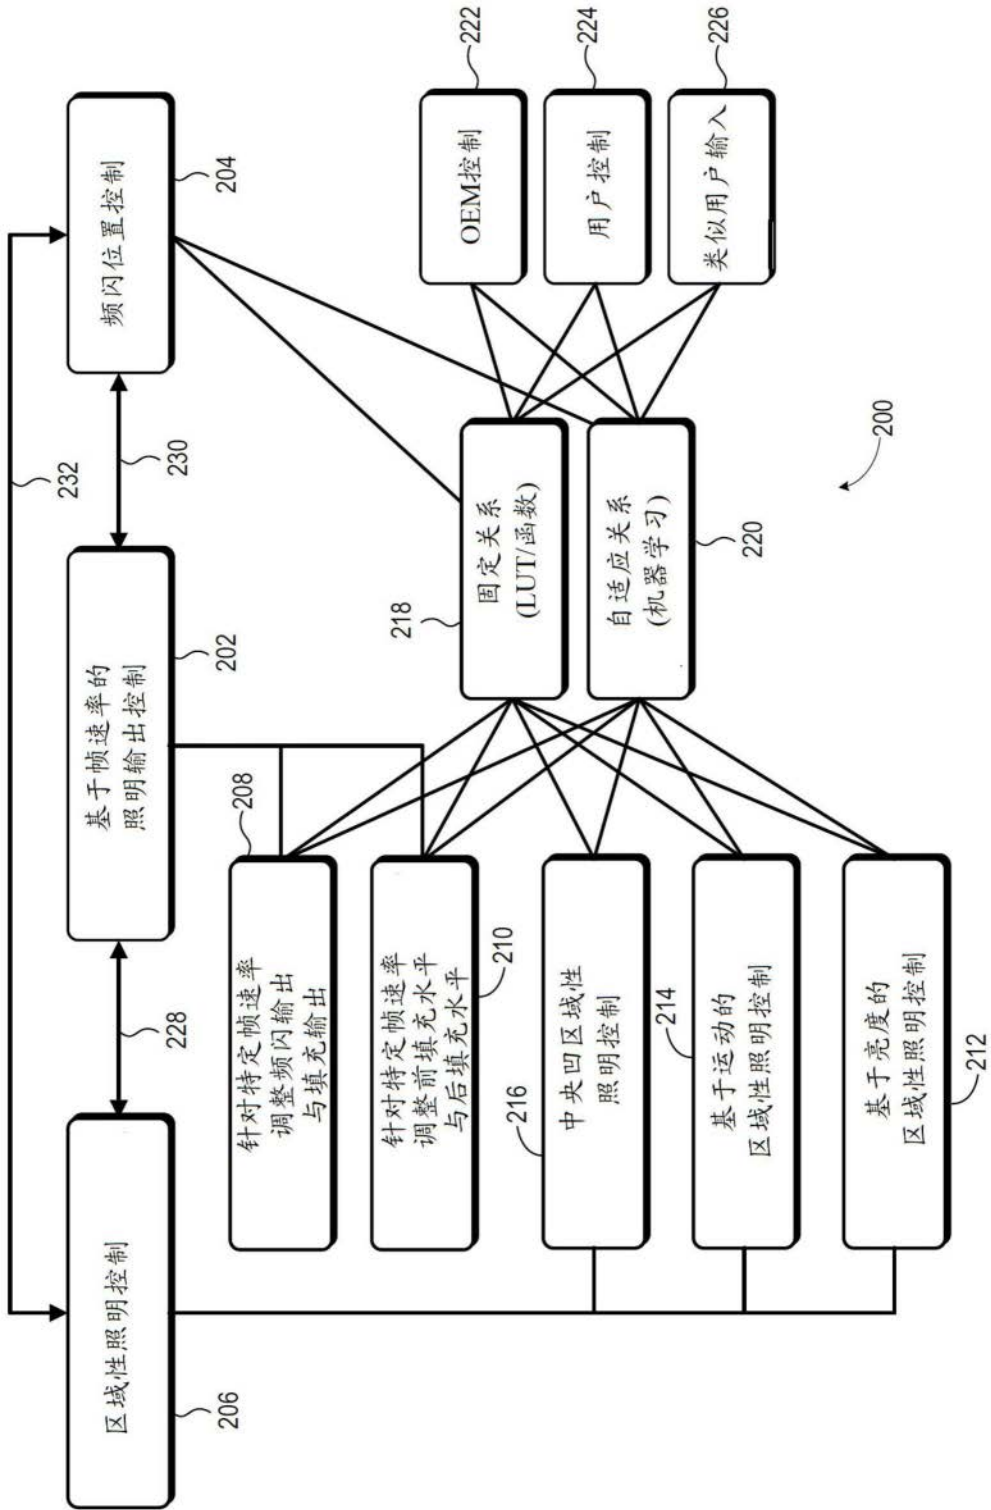 232
区域性照明控制
206
228
基于帧速率的
照明输出控制
202
230
频闪位置控制
204
针对特定帧速率
调整频闪输出
与填充输出
208
针对特定帧速率
调整前填充水平
与后填充水平
210
中央凹区域性
照明控制
216
基于运动的
区域性照明控制
214
基于亮度的
区域性照明控制
212
固定关系
(LUT/函数)
218
自适应关系
(机器学习)
220
OEM控制
222
用户控制
224
类似用户输入
226
200